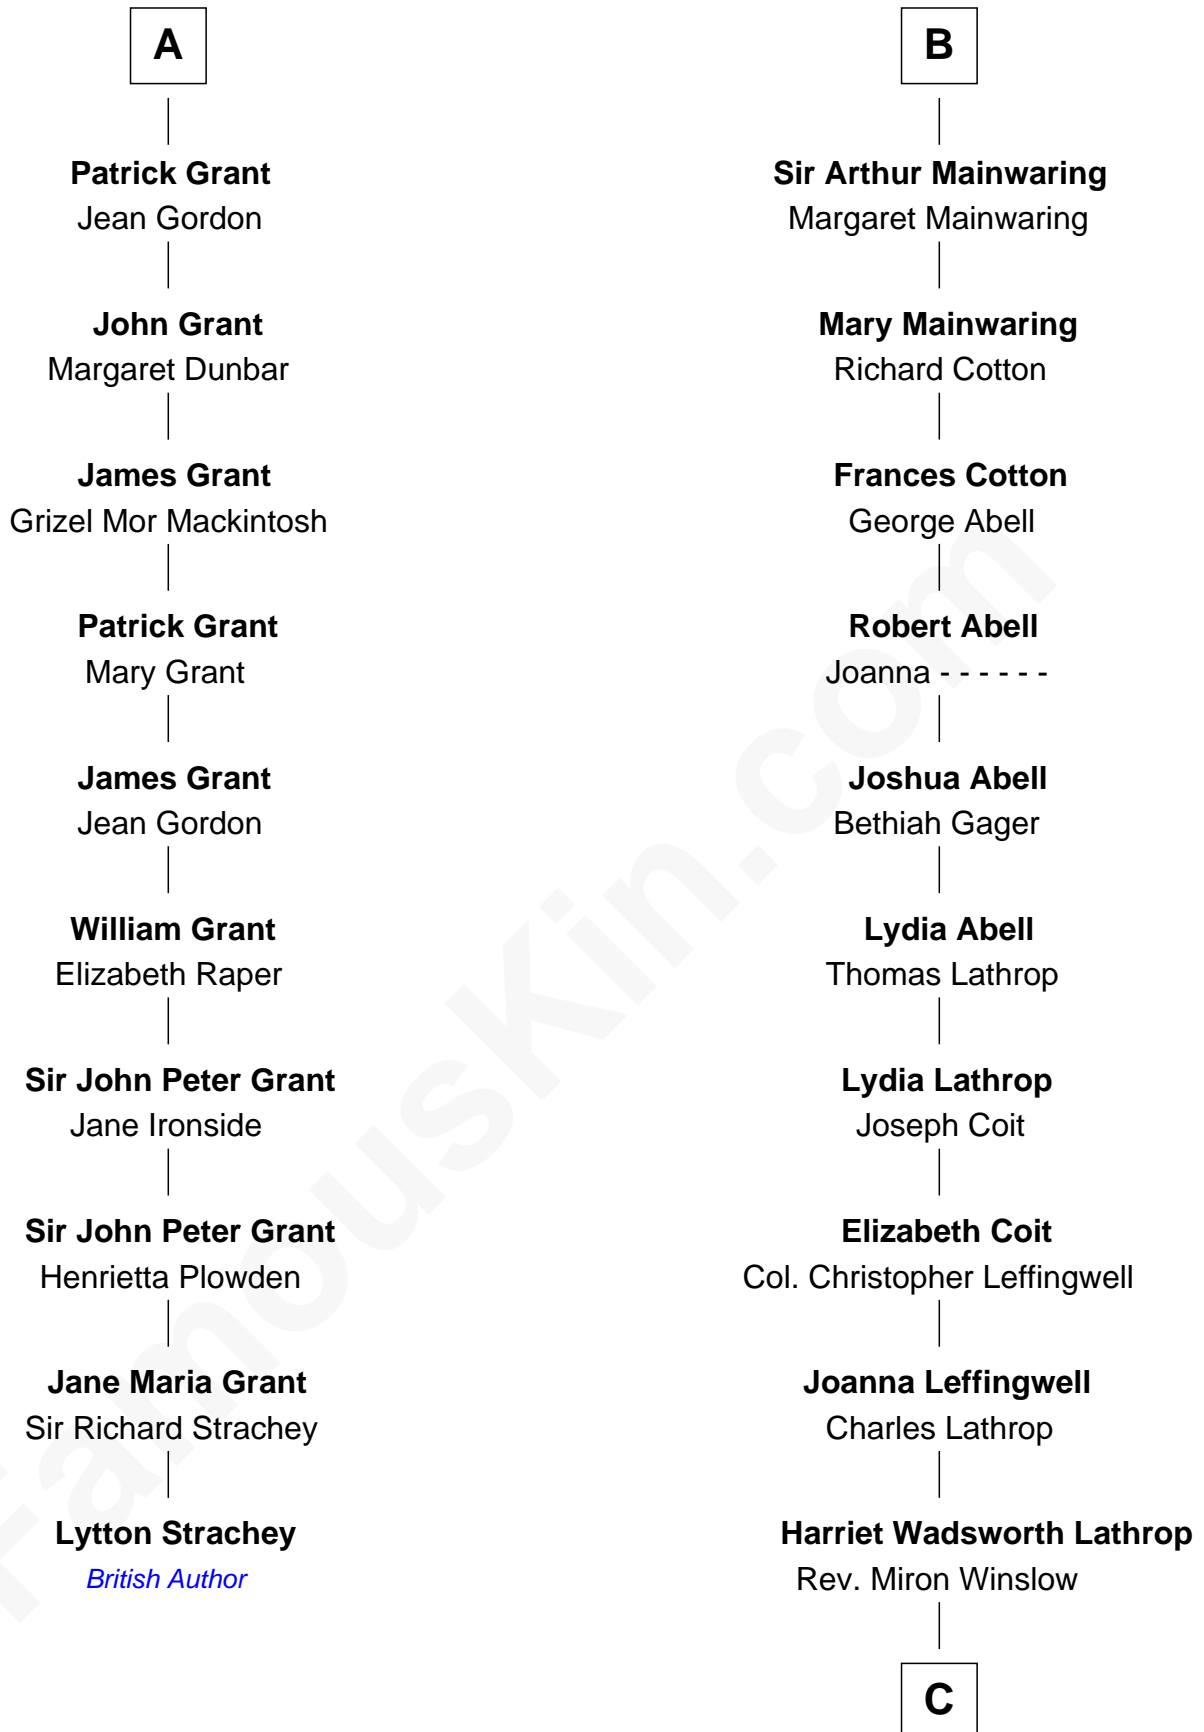 A
Patrick Grant
Jean Gordon
John Grant
Margaret Dunbar
James Grant
Grizel Mor Mackintosh
Patrick Grant
Mary Grant
James Grant
Jean Gordon
William Grant
Elizabeth Raper
Sir John Peter Grant
Jane Ironside
Sir John Peter Grant
Henrietta Plowden
Jane Maria Grant
Sir Richard Strachey
Lytton Strachey
British Author
B
Sir Arthur Mainwaring
Margaret Mainwaring
Mary Mainwaring
Richard Cotton
Frances Cotton
George Abell
Robert Abell
Joanna - - - - - -
Joshua Abell
Bethiah Gager
Lydia Abell
Thomas Lathrop
Lydia Lathrop
Joseph Coit
Elizabeth Coit
Col. Christopher Leffingwell
Joanna Leffingwell
Charles Lathrop
Harriet Wadsworth Lathrop
Rev. Miron Winslow
C
FamousKin.com